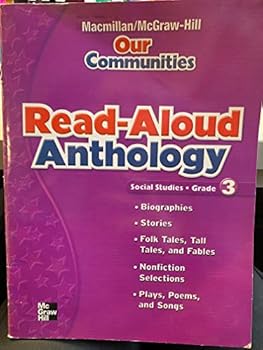 Macmillan/McGraw-Hill
Our
Communities
Read-Aloud
Anthology
Social Studies • Grade 3
• Biographies
• Stories
• Folk Tales, Tall
Tales, and Fables
• Nonfiction
Selections
• Plays, Poems,
and Songs
Mc
Graw
Hill